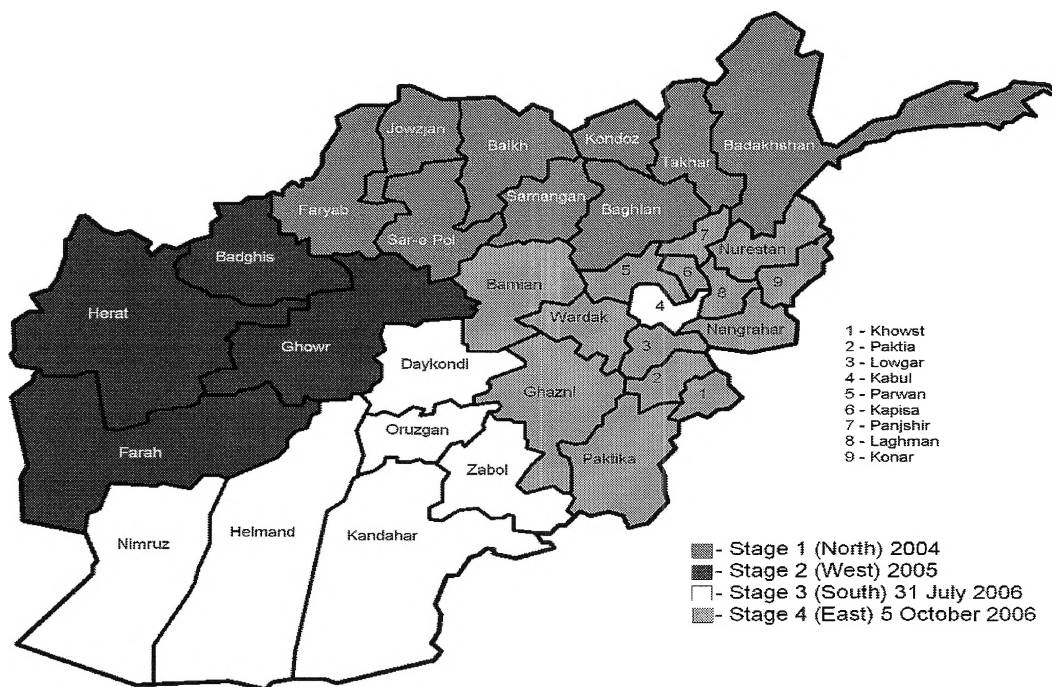 Jowzjan
Balkh
Kondoz
Takhar
Badakhshan
Faryab
Samangan
Baghlan
Sar-e Pol
Badghis
7
Nurestan
Bamian
5
6
8
9
Herat
4
Wardak
Nangrahar
Ghowr
3
Daykondi
Ghazni
2
1
Oruzgan
Farah
Zabol
Paktika
Nimruz
Helmand
Kandahar
1 - Khowst
2 - Paktia
3 - Lowgar
4 - Kabul
5 - Parwan
6 - Kapisa
7 - Panjshir
8 - Laghman
9 - Konar
- Stage 1 (North) 2004
- Stage 2 (West) 2005
- Stage 3 (South) 31 July 2006
- Stage 4 (East) 5 October 2006